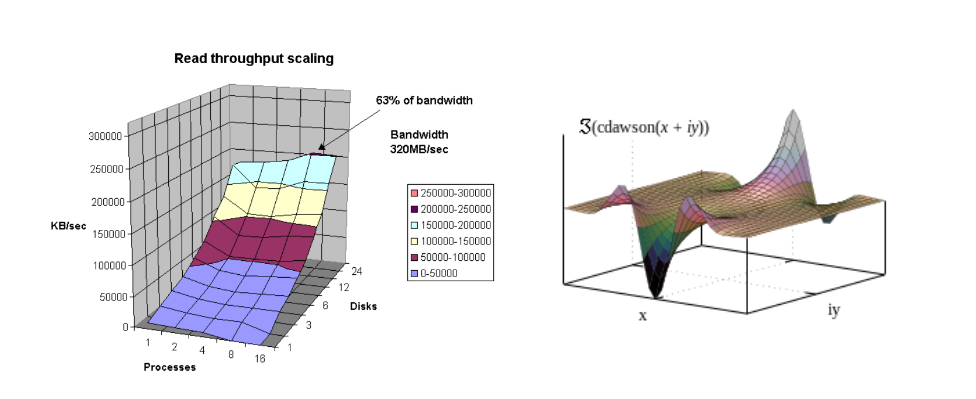 Read throughput scaling
63% of bandwidth
Bandwidth
320MB/sec
300000
250000
200000
150000
100000
50000
0
KB/sec
250000-300000
200000-250000
150000-200000
100000-150000
50000-100000
0-50000
24
12
6
3
1
Disks
1
2
4
8
16
Processes
ℑ(cdawson(x + iy))
x
iy